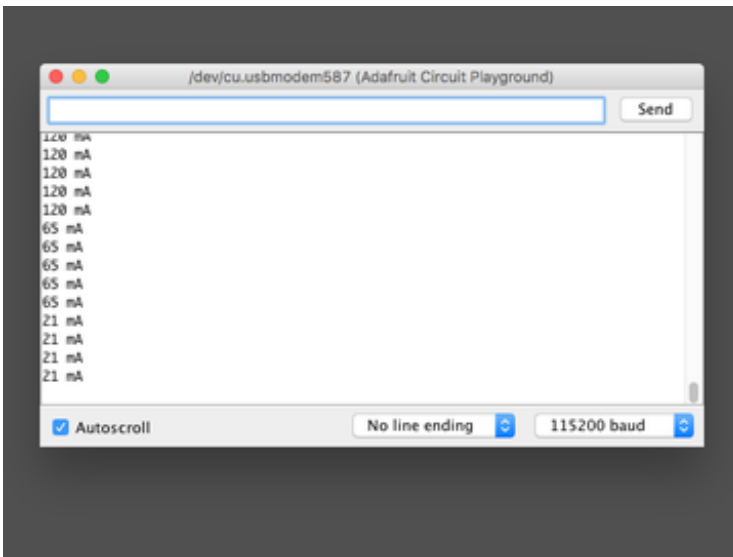 /dev/cu.usbmodem587 (Adafruit Circuit Playground)
Send
120 mA
120 mA
120 mA
120 mA
120 mA
65 mA
65 mA
65 mA
65 mA
65 mA
21 mA
21 mA
21 mA
21 mA
Autoscroll
No line ending
115200 baud